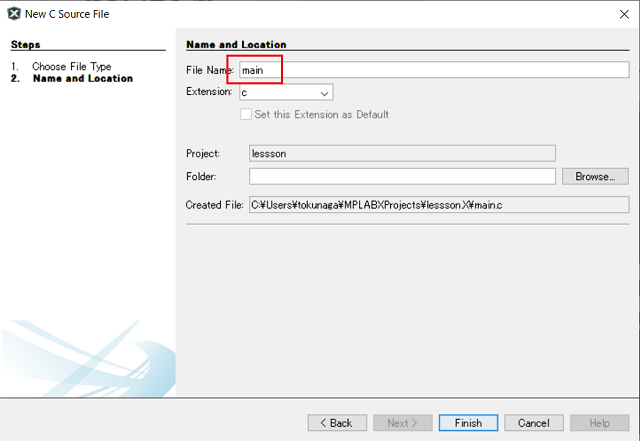 New C Source File
Steps
1. Choose File Type
2. Name and Location
Name and Location
File Name: main
Extension: c
Set this Extension as Default
Project: lessson
Folder: Browse...
Created File: C:¥Users¥tokunaga¥MPLABXProjects¥lessson.X¥main.c
< Back Next > Finish Cancel Help